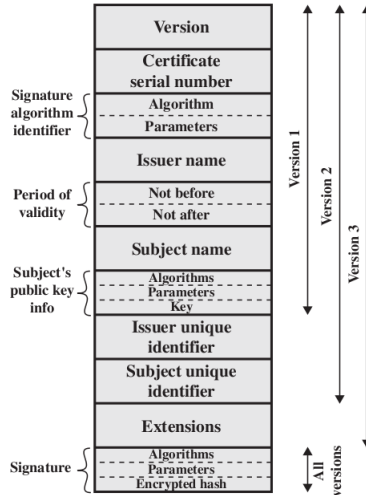 Version
Certificate
serial number
Signature
algorithm
identifier
Algorithm
Parameters
Issuer name
Period of
validity
Not before
Not after
Subject name
Subject's
public key
info
Algorithms
Parameters
Key
Issuer unique
identifier
Subject unique
identifier
Extensions
Signature
Algorithms
Parameters
Encrypted hash
Version 1
Version 2
Version 3
All
versions